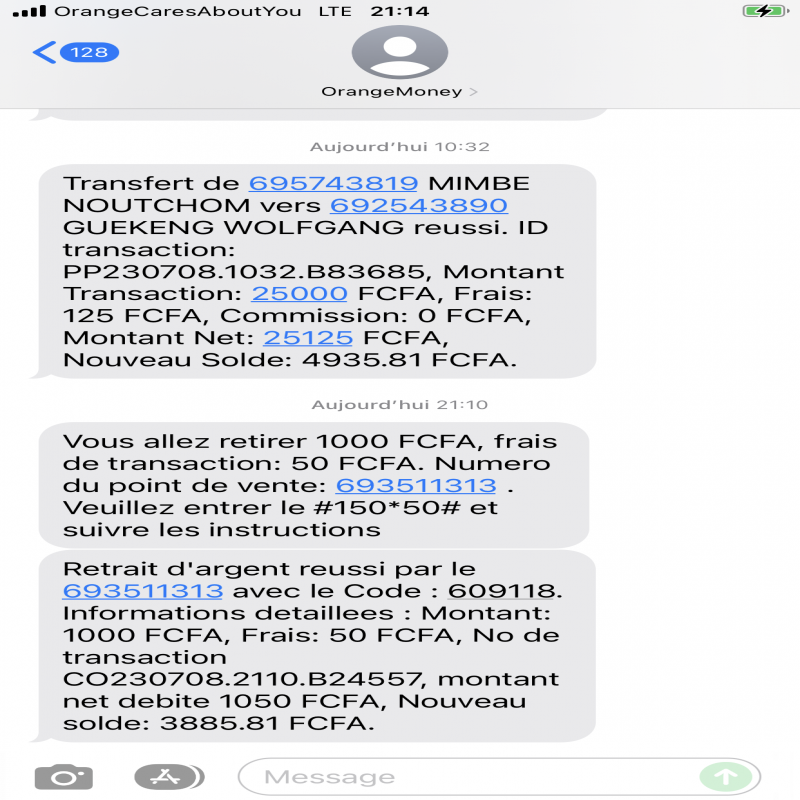 OrangeCaresAboutYou LTE 21:14
128
OrangeMoney >
Aujourd'hui 10:32
Transfert de 695743819 MIMBE
NOUTCHOM vers 692543890
GUEKENG WOLFGANG reussi. ID
transaction:
PP230708.1032.B83685, Montant
Transaction: 25000 FCFA, Frais:
125 FCFA, Commission: 0 FCFA,
Montant Net: 25125 FCFA,
Nouveau Solde: 4935.81 FCFA.
Aujourd'hui 21:10
Vous allez retirer 1000 FCFA, frais
de transaction: 50 FCFA. Numero
du point de vente: 693511313 .
Veuillez entrer le #150*50# et
suivre les instructions
Retrait d'argent reussi par le
693511313 avec le Code : 609118.
Informations detaillees : Montant:
1000 FCFA, Frais: 50 FCFA, No de
transaction
CO230708.2110.B24557, montant
net debite 1050 FCFA, Nouveau
solde: 3885.81 FCFA.
Message